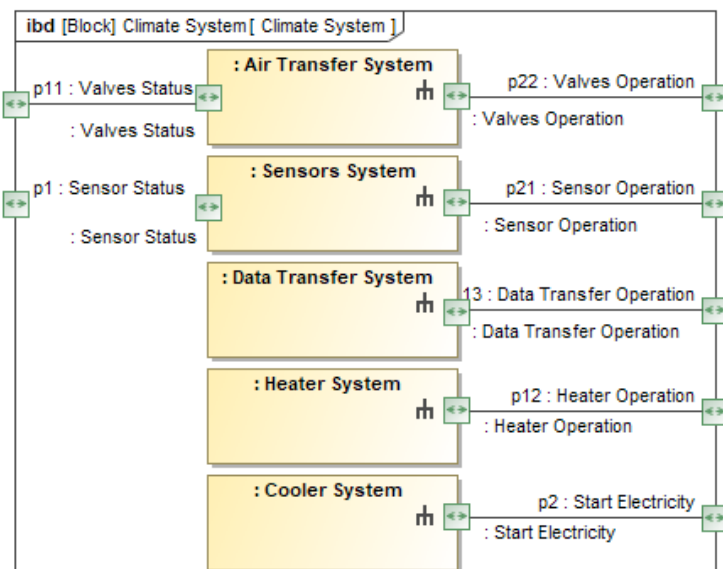 ibd [Block] Climate System[ Climate System ]
: Air Transfer System
p11 : Valves Status
p22 : Valves Operation
: Valves Status
: Valves Operation
: Sensors System
p1 : Sensor Status
p21 : Sensor Operation
: Sensor Status
: Sensor Operation
: Data Transfer System
13 : Data Transfer Operation
: Data Transfer Operation
: Heater System
p12 : Heater Operation
: Heater Operation
: Cooler System
p2 : Start Electricity
: Start Electricity